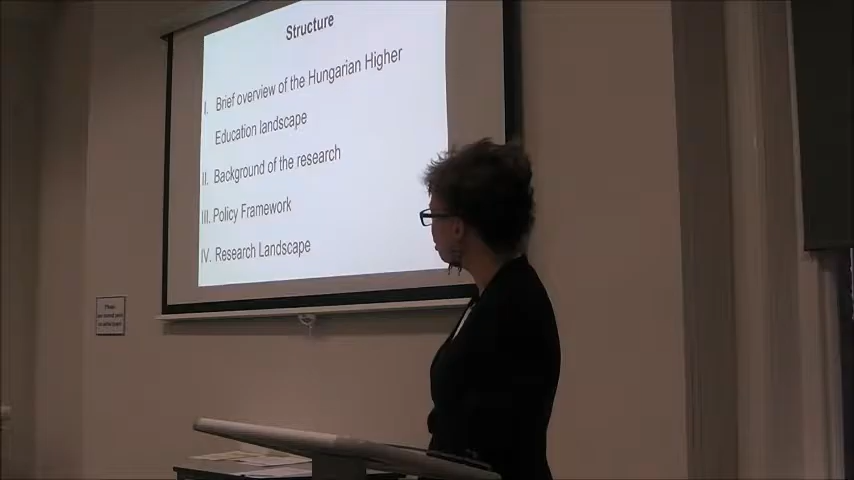 Structure
I. Brief overview of the Hungarian Higher
Education landscape
II. Background of the research
III. Policy Framework
IV. Research Landscape